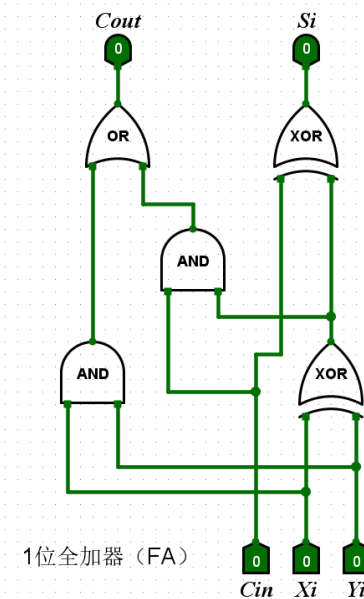 Cout Si
0 0
OR XOR
AND
AND XOR
1位全加器（FA）
0 0 0
Cin Xi Yi